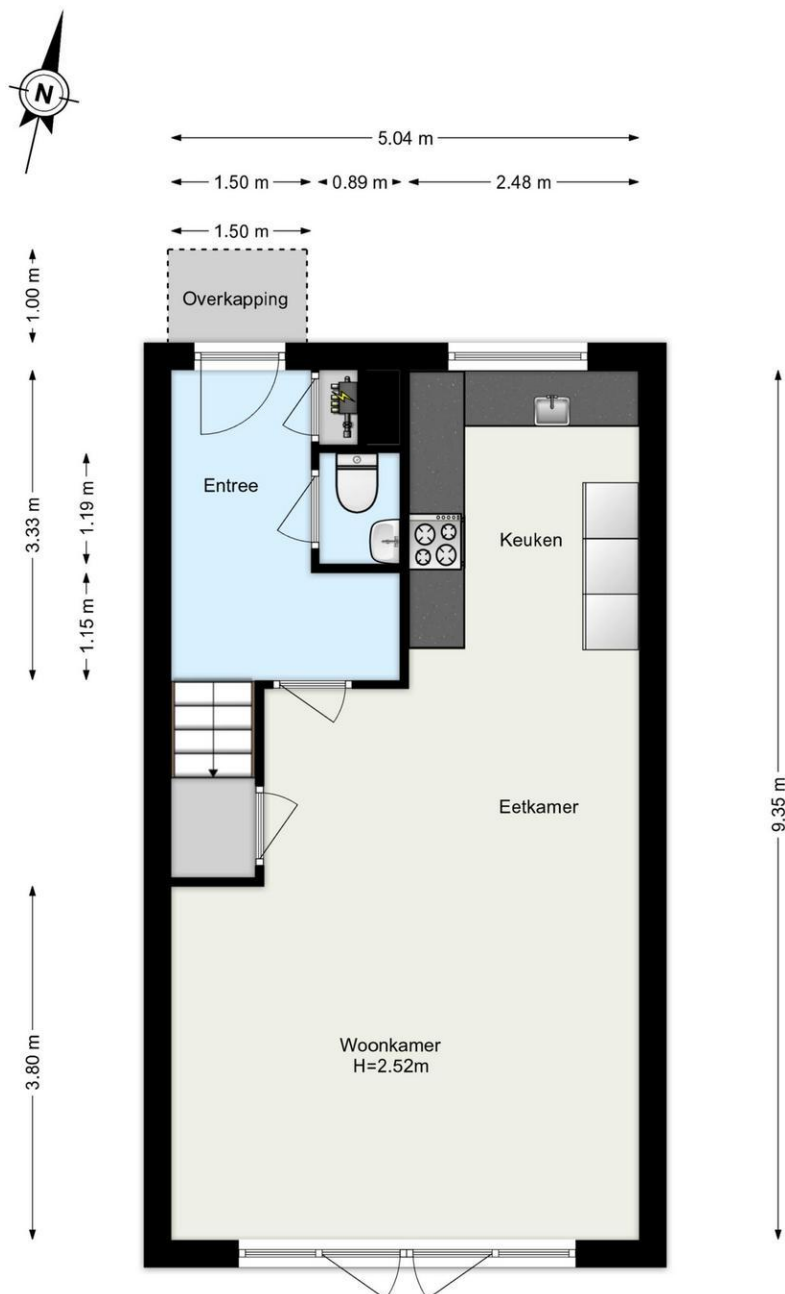 N
5.04 m
1.50 m
0.89 m
2.48 m
1.50 m
1.00 m
Overkapping
Entree
3.33 m
1.19 m
1.15 m
Keuken
Eetkamer
9.35 m
3.80 m
Woonkamer
H=2.52m